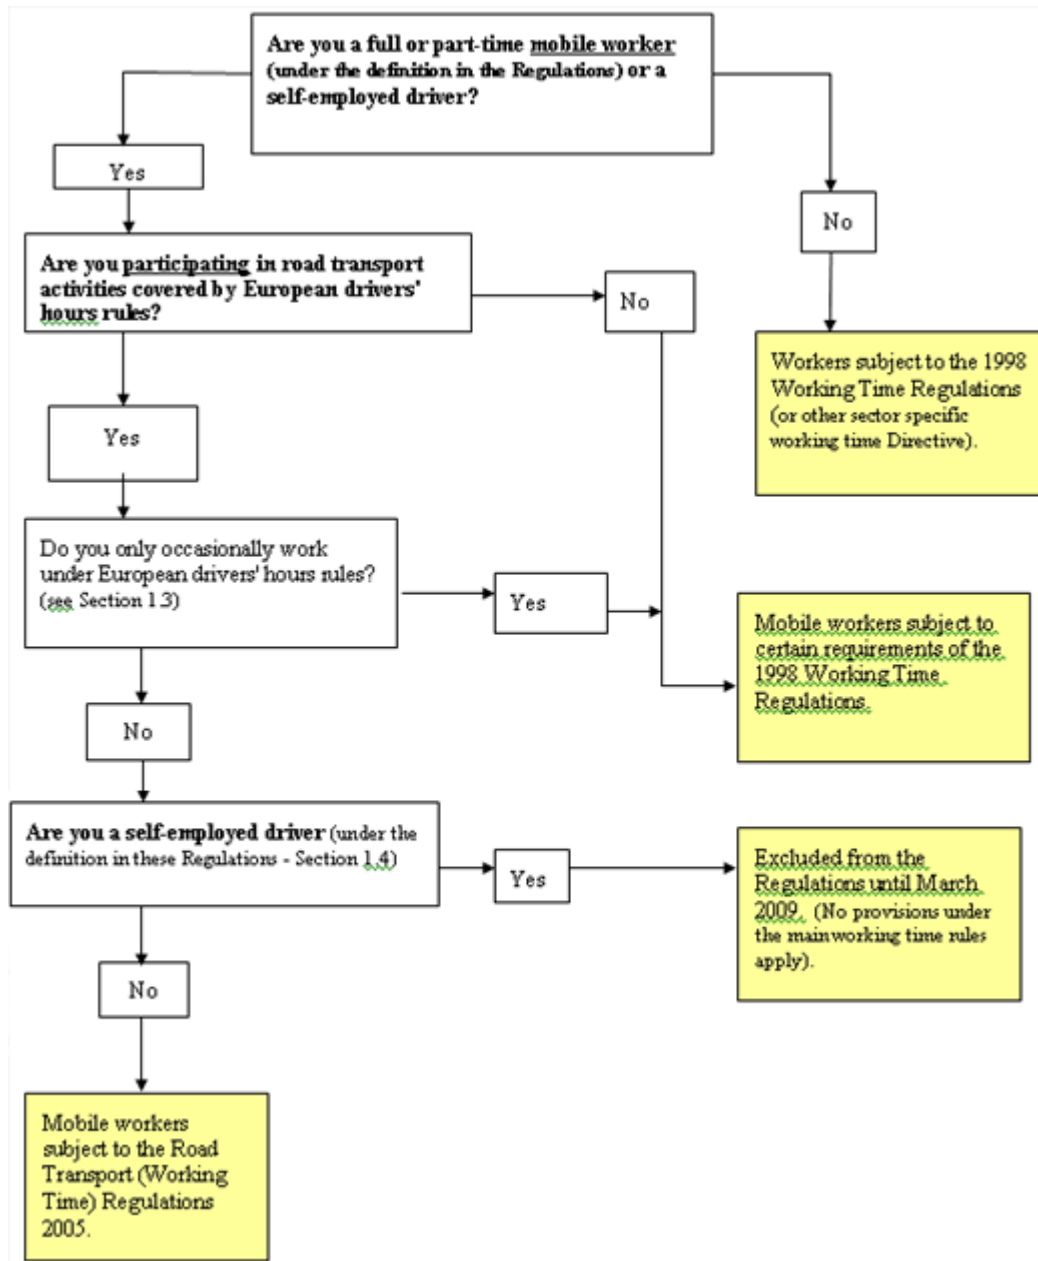 Are you a full or part-time mobile worker
(under the definition in the Regulations) or a
self-employed driver?
Yes
No
Are you participating in road transport
activities covered by European drivers'
hours rules?
No
Workers subject to the 1998
Working Time Regulations
(or other sector specific
working time Directive).
Yes
Do you only occasionally work
under European drivers' hours rules?
(see Section 1.3)
Yes
Mobile workers subject to
certain requirements of the
1998 Working Time
Regulations.
No
Are you a self-employed driver (under the
definition in these Regulations - Section 1.4)
Yes
Excluded from the
Regulations until March
2009. (No provisions under
the main working time rules
apply).
No
Mobile workers
subject to the Road
Transport (Working
Time) Regulations
2005.